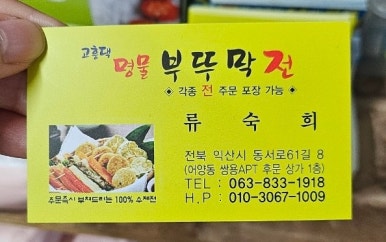 고흥댁 명물 부뚜막전
◈ 각종 전 주문 포장 가능 ◈
류 숙 희
전북 익산시 동서로61길 8
(어양동 쌍용APT 후문 상가 1층)
TEL : 063-833-1918
H.P : 010-3067-1009
주문즉시 부쳐드리는 100% 수제전